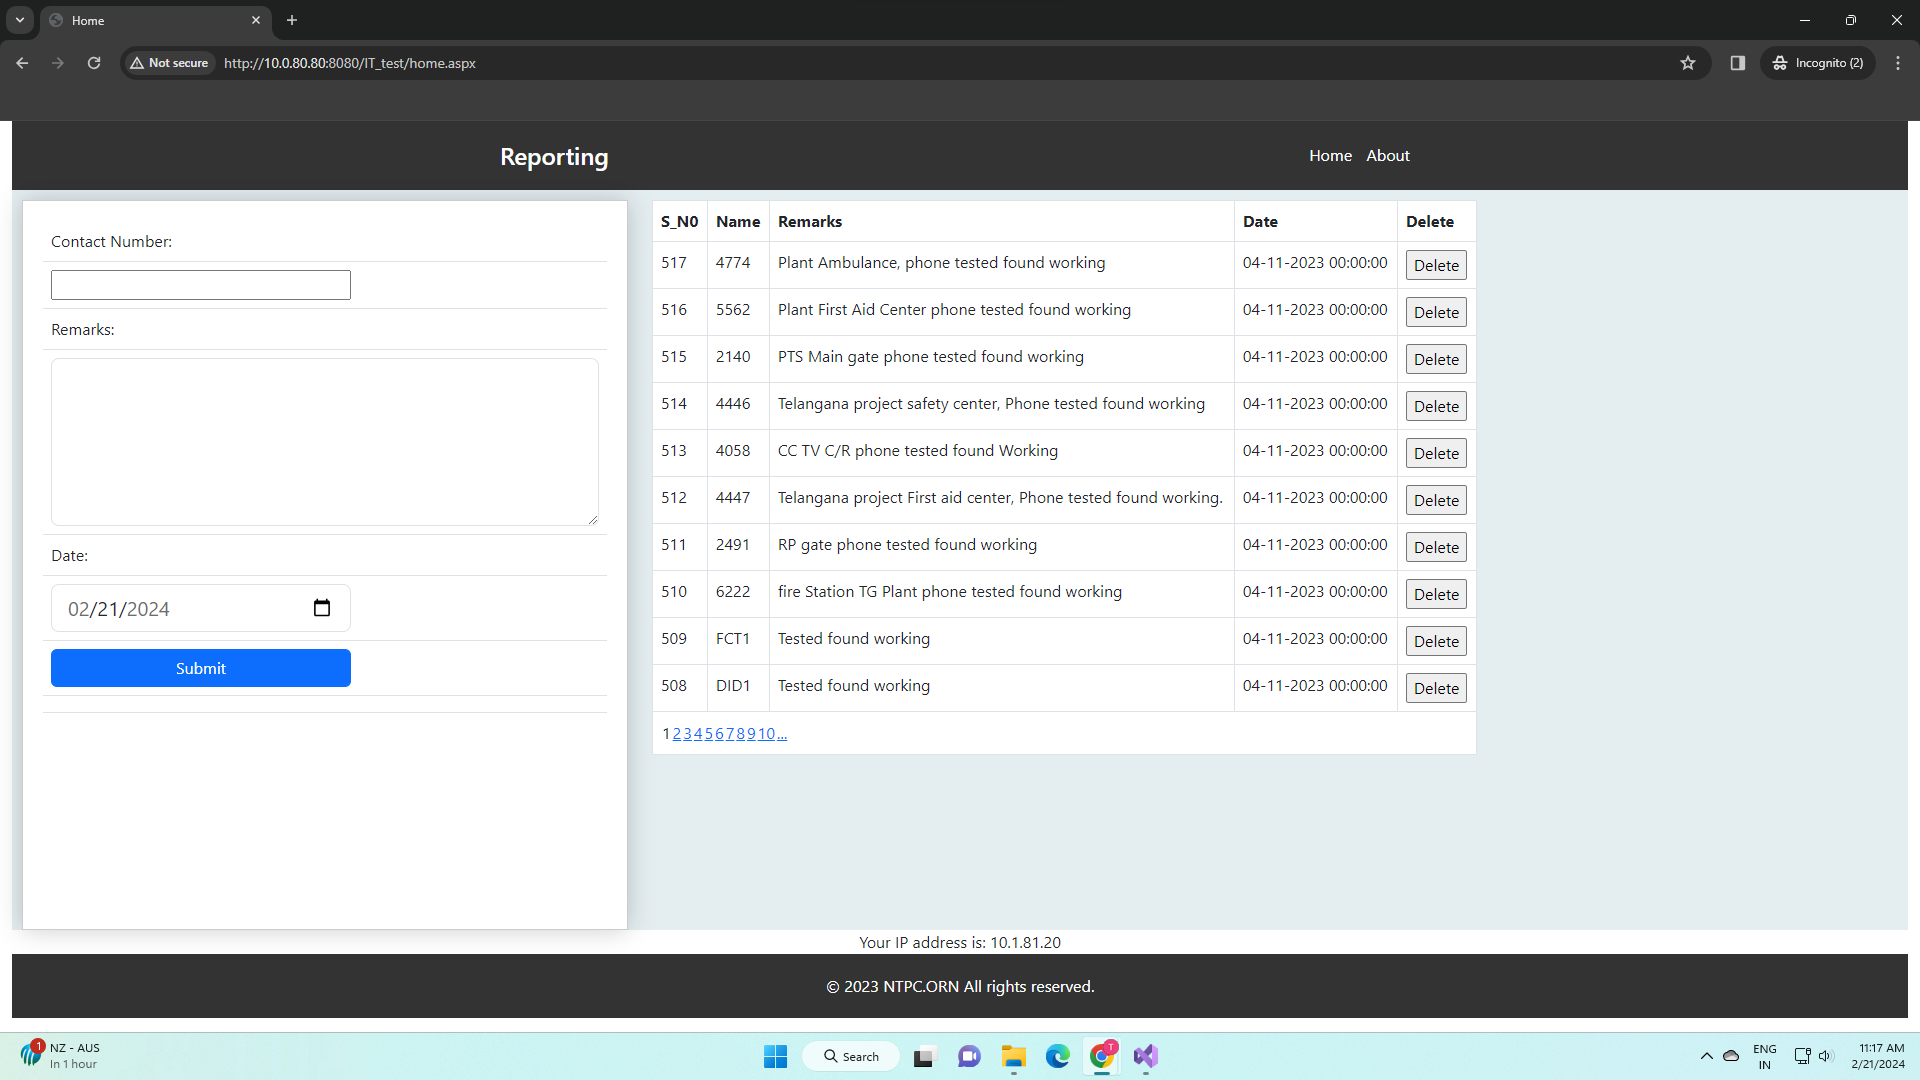 Home
Not secure
http://10.0.80.80:8080/IT_test/home.aspx
Incognito (2)
Reporting
Home About
Contact Number:
Remarks:
Date:
02/21/2024
Submit
S_N0 Name Remarks Date Delete
517 4774 Plant Ambulance, phone tested found working 04-11-2023 00:00:00 Delete
516 5562 Plant First Aid Center phone tested found working 04-11-2023 00:00:00 Delete
515 2140 PTS Main gate phone tested found working 04-11-2023 00:00:00 Delete
514 4446 Telangana project safety center, Phone tested found working 04-11-2023 00:00:00 Delete
513 4058 CC TV C/R phone tested found Working 04-11-2023 00:00:00 Delete
512 4447 Telangana project First aid center, Phone tested found working. 04-11-2023 00:00:00 Delete
511 2491 RP gate phone tested found working 04-11-2023 00:00:00 Delete
510 6222 fire Station TG Plant phone tested found working 04-11-2023 00:00:00 Delete
509 FCT1 Tested found working 04-11-2023 00:00:00 Delete
508 DID1 Tested found working 04-11-2023 00:00:00 Delete
1 2 3 4 5 6 7 8 9 10 ...
Your IP address is: 10.1.81.20
© 2023 NTPC.ORN All rights reserved.
1
NZ - AUS
In 1 hour
Search
T
ENG
IN
11:17 AM
2/21/2024